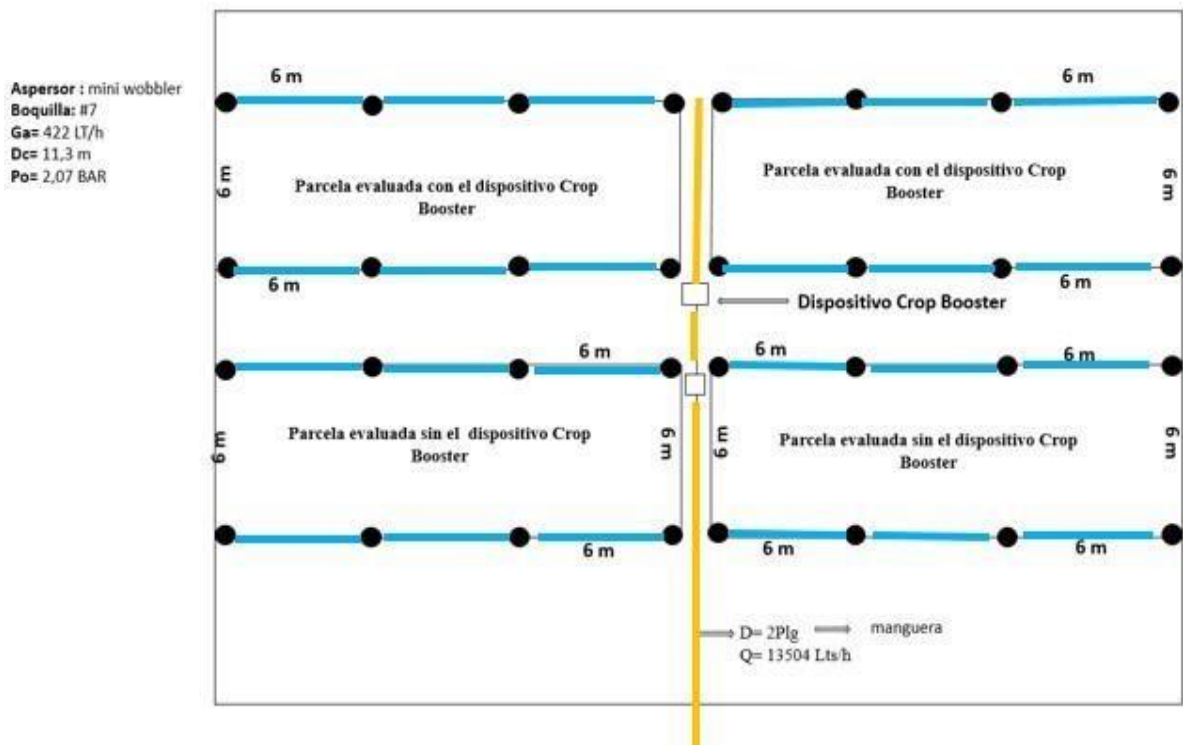 Aspersor : mini wobbler
Boquilla: #7
Ga= 422 LT/h
Dc= 11,3 m
Po= 2,07 BAR
6 m
6 m
6 m
Parcela evaluada con el dispositivo Crop
Booster
Parcela evaluada con el dispositivo Crop
Booster
6 m
6 m
6 m
Dispositivo Crop Booster
6 m
6 m
6 m
6 m
Parcela evaluada sin el dispositivo Crop
Booster
6 m
6 m
Parcela evaluada sin el dispositivo Crop
Booster
6 m
6 m
6 m
6 m
D= 2Plg
manguera
Q= 13504 Lts/h